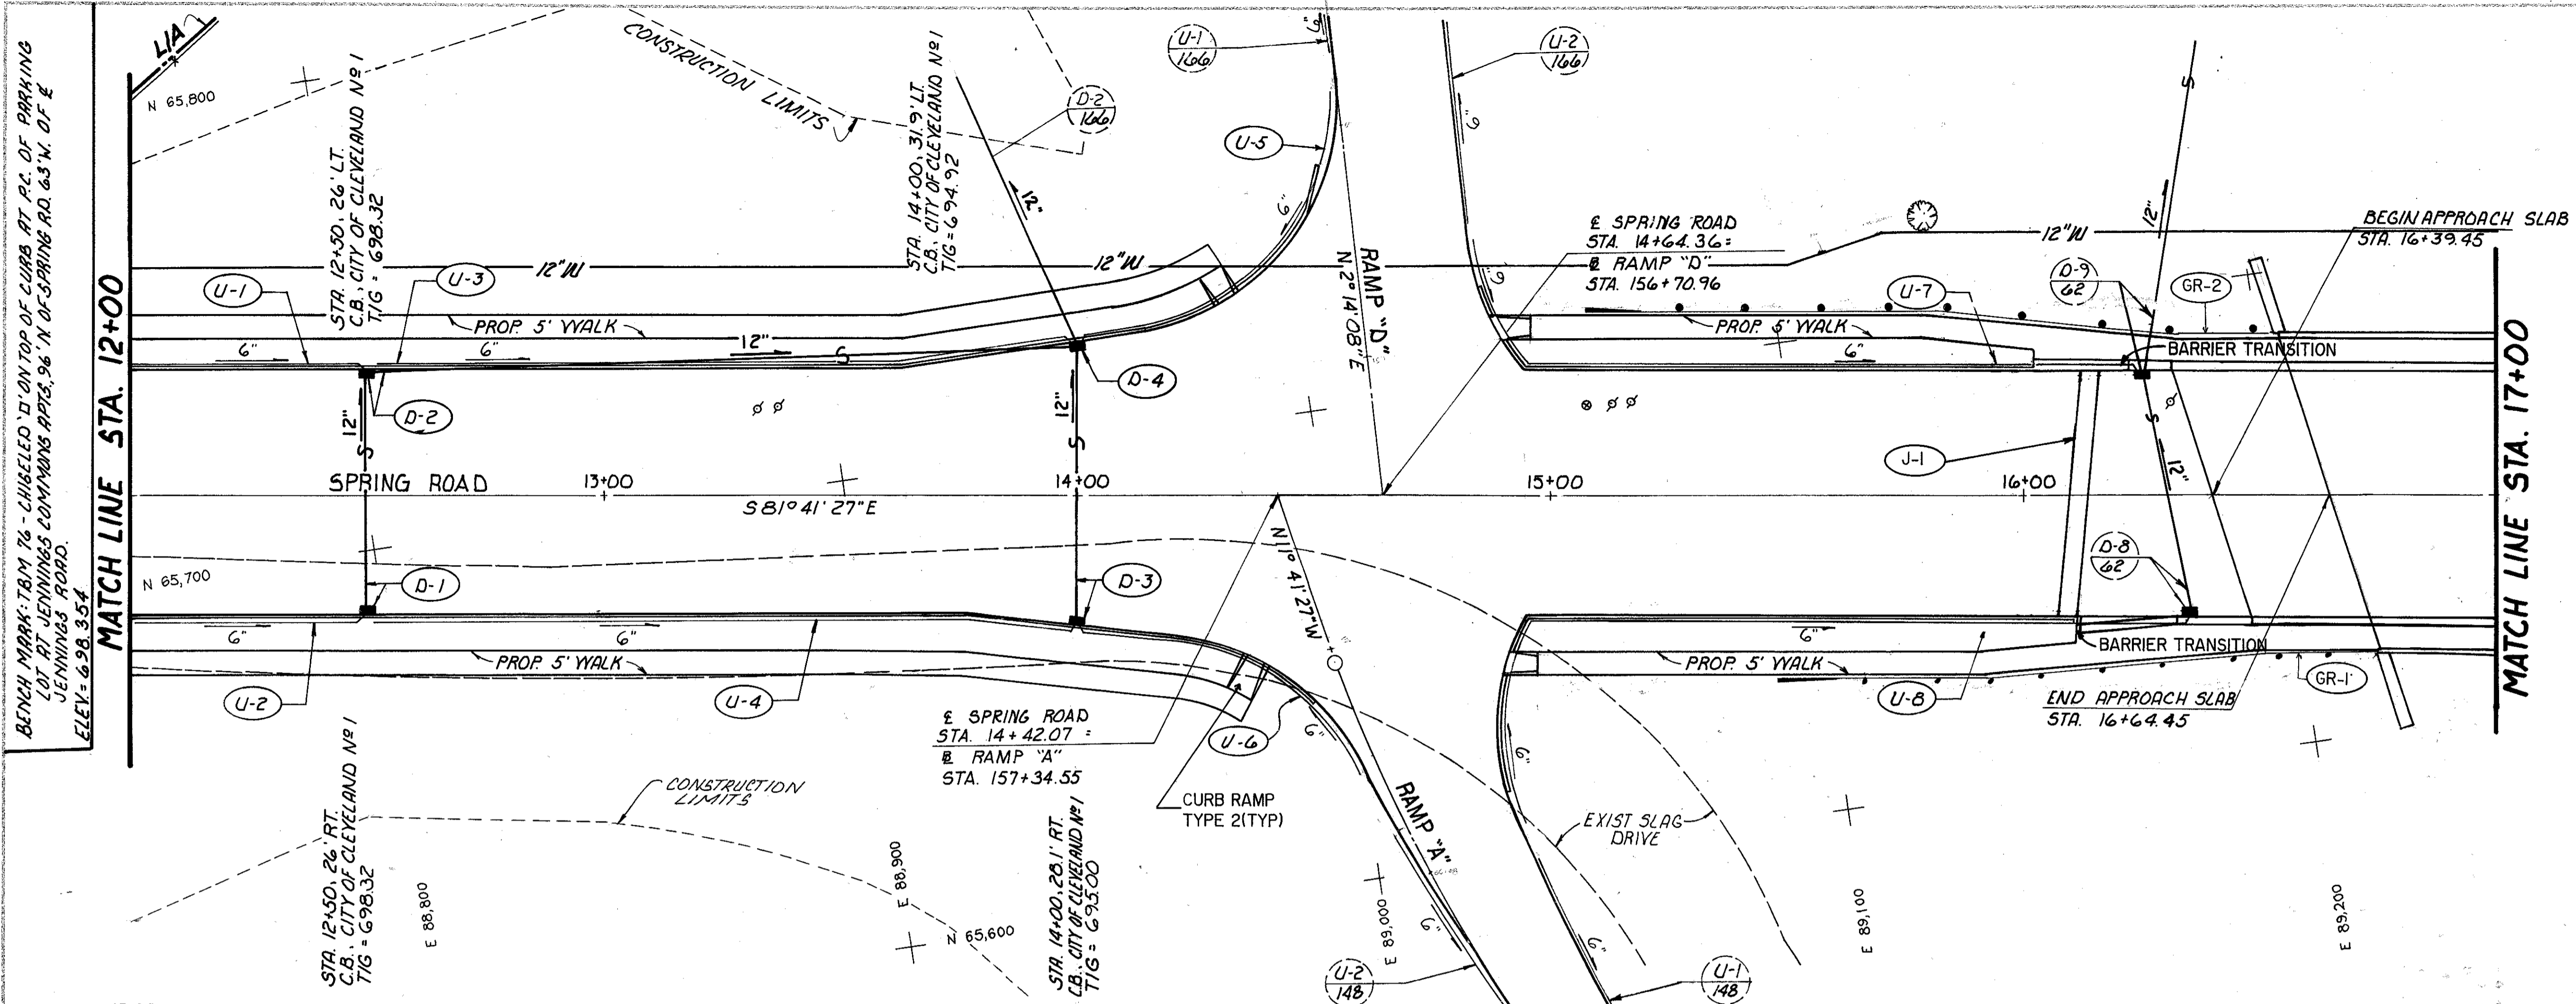 BENCH MARK: TBM 76 - CHISELED '□' ON TOP OF CURB AT P.C. OF PARKING
LOT AT JENNINGS COMMONS APTS, 96' N. OF SPRING RD. 63' W. OF ℄
JENNINGS ROAD.
ELEV. = 698.354
MATCH LINE STA. 12+00
LIA
N 65,800
CONSTRUCTION LIMITS
STA. 12+50, 26' LT.
C.B., CITY OF CLEVELAND Nº 1
T/G = 698.32
STA. 14+00, 31.9' LT.
C.B., CITY OF CLEVELAND Nº 1
T/G = 694.92
D-2
166
U-1
166
U-2
166
6"
6"
U-5
12"
6"
S
12"
U-1
U-3
12"W
12"W
12"W
PROP. 5' WALK
6"
6"
12"
S
D-4
D-2
12"
S
12"
S
RAMP "D"
N 2° 14' 08" E
6"
℄ SPRING ROAD
STA. 14+64.36 =
℄ RAMP "D"
STA. 156+70.96
U-7
D-9
62
GR-2
BEGIN APPROACH SLAB
STA. 16+39.45
PROP. 5' WALK
6"
BARRIER TRANSITION
J-1
S
12"
SPRING ROAD
13+00
14+00
15+00
16+00
S 81° 41' 27" E
N 11° 41' 27" W
MATCH LINE STA. 17+00
N 65,700
D-1
D-3
D-8
62
6"
6"
6"
PROP. 5' WALK
PROP. 5' WALK
BARRIER TRANSITION
U-2
U-4
U-6
6"
U-8
GR-1
END APPROACH SLAB
STA. 16+64.45
℄ SPRING ROAD
STA. 14+42.07 =
℄ RAMP "A"
STA. 157+34.55
CURB RAMP
TYPE 2(TYP)
RAMP "A"
6"
EXIST SLAG
DRIVE
CONSTRUCTION
LIMITS
STA. 12+50, 26' RT.
C.B., CITY OF CLEVELAND Nº 1
T/G = 698.32
STA. 14+00, 28.1' RT.
C.B., CITY OF CLEVELAND Nº 1
T/G = 695.00
E 88,800
E 88,900
N 65,600
E 89,000
E 89,100
E 89,200
6"
6"
U-2
148
U-1
148